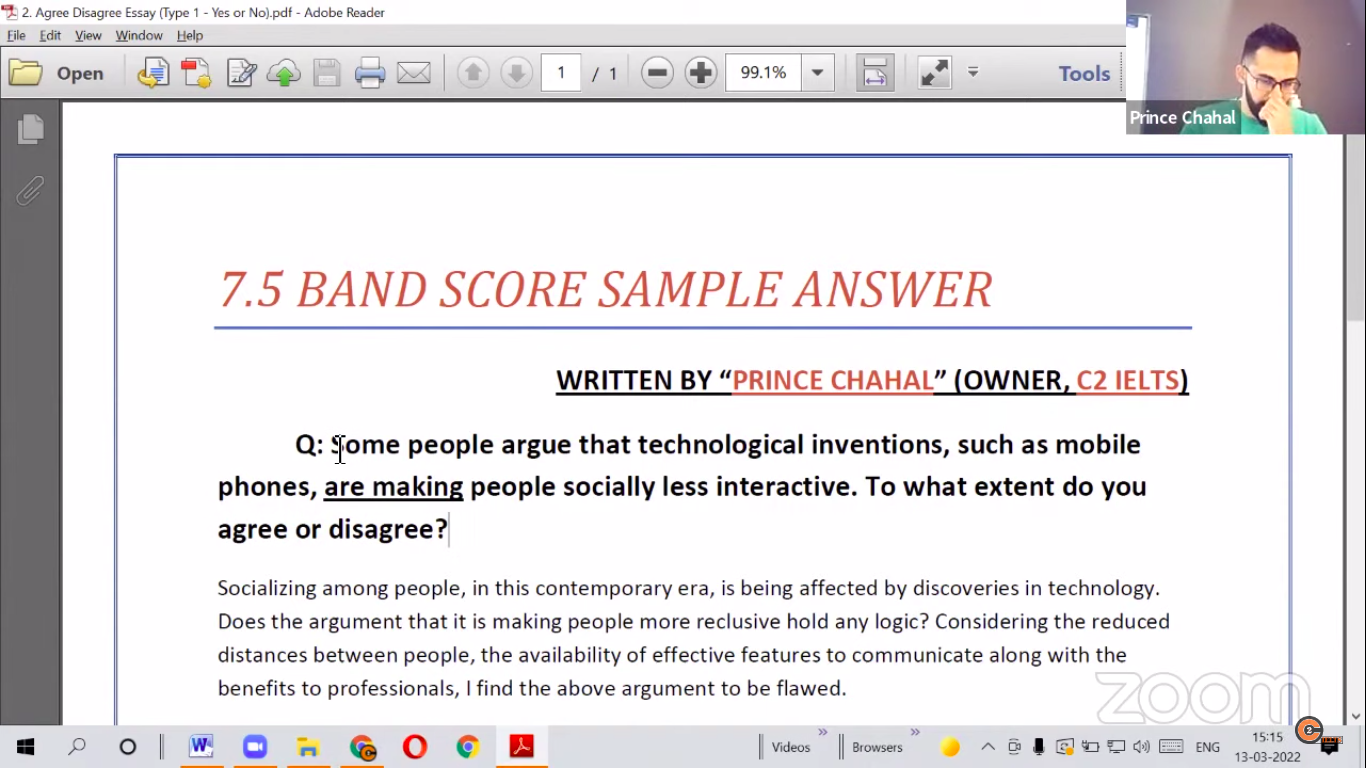 2. Agree Disagree Essay (Type 1 - Yes or No).pdf - Adobe Reader
File Edit View Window Help
Open 1 / 1 99.1% Tools
Prince Chahal
7.5 BAND SCORE SAMPLE ANSWER
WRITTEN BY “PRINCE CHAHAL” (OWNER, C2 IELTS)
Q: Some people argue that technological inventions, such as mobile
phones, are making people socially less interactive. To what extent do you
agree or disagree?
Socializing among people, in this contemporary era, is being affected by discoveries in technology.
Does the argument that it is making people more reclusive hold any logic? Considering the reduced
distances between people, the availability of effective features to communicate along with the
benefits to professionals, I find the above argument to be flawed.
zoom
Videos » Browsers » ENG 15:15
13-03-2022